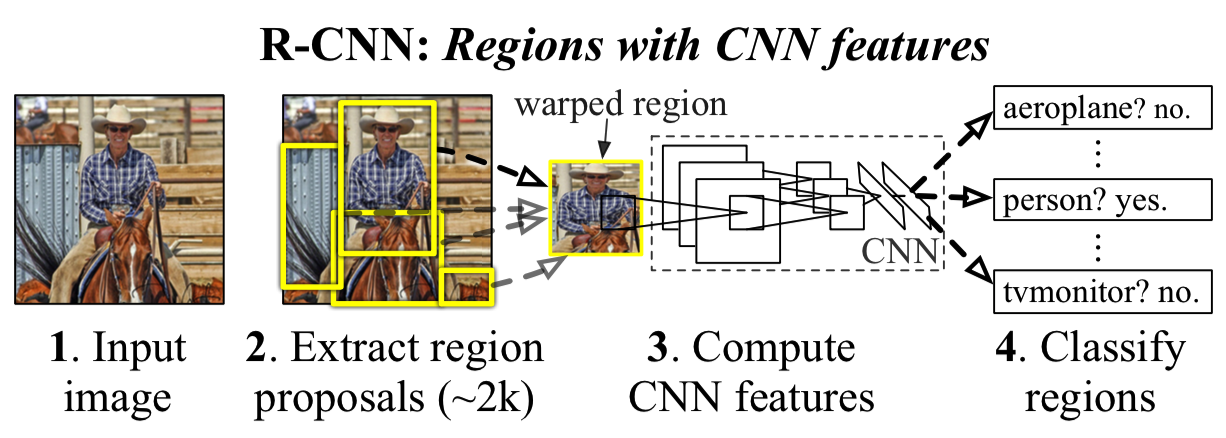 R-CNN: Regions with CNN features
warped region
aeroplane? no.
⋮
person? yes.
⋮
tvmonitor? no.
CNN
1. Input
image
2. Extract region
proposals (~2k)
3. Compute
CNN features
4. Classify
regions